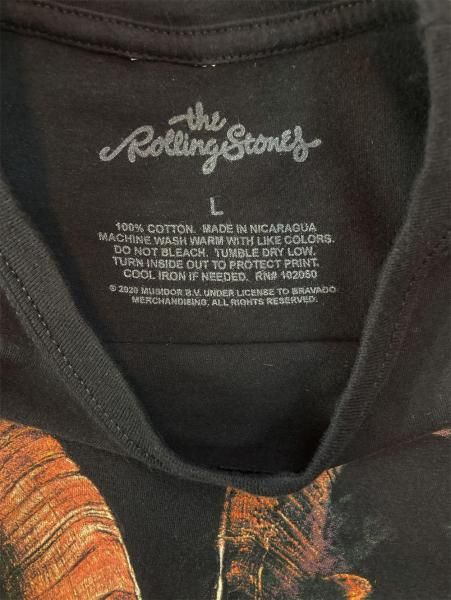 the
Rolling Stones
L
100% COTTON. MADE IN NICARAGUA
MACHINE WASH WARM WITH LIKE COLORS.
DO NOT BLEACH. TUMBLE DRY LOW.
TURN INSIDE OUT TO PROTECT PRINT.
COOL IRON IF NEEDED. RN# 102050
© 2020 MUSIDOR B.V. UNDER LICENSE TO BRAVADO
MERCHANDISING. ALL RIGHTS RESERVED.